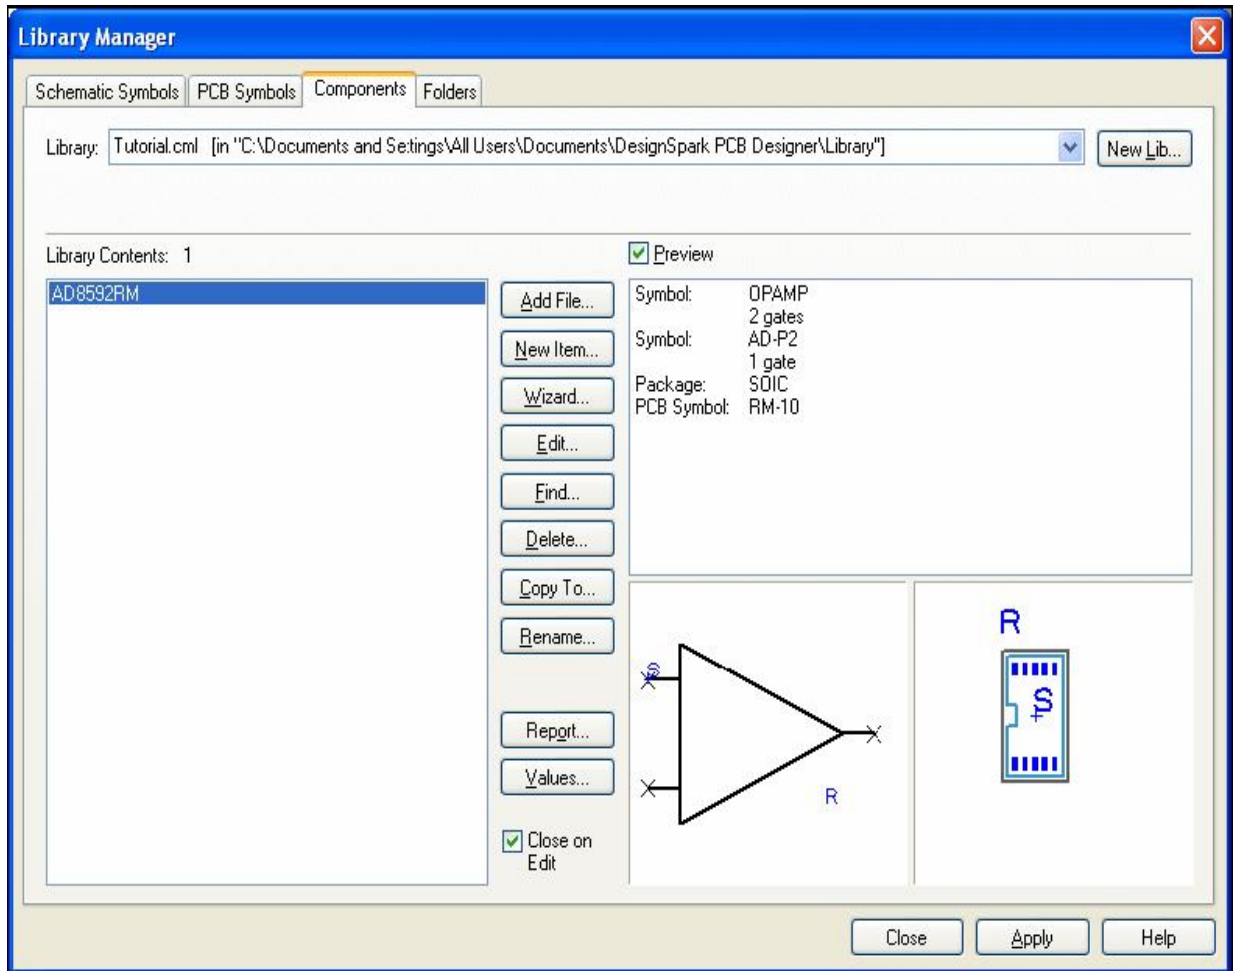 Library Manager
Schematic Symbols PCB Symbols Components Folders
Library: Tutorial.cml [in "C:\Documents and Settings\All Users\Documents\DesignSpark PCB Designer\Library"] New Lib...
Library Contents: 1
Preview
AD8592RM
Add File...
New Item...
Wizard...
Edit...
Find...
Delete...
Copy To...
Rename...
Report...
Values...
Close on
Edit
Symbol: OPAMP
2 gates
Symbol: AD-P2
1 gate
Package: SOIC
PCB Symbol: RM-10
S
R
R
S
Close Apply Help